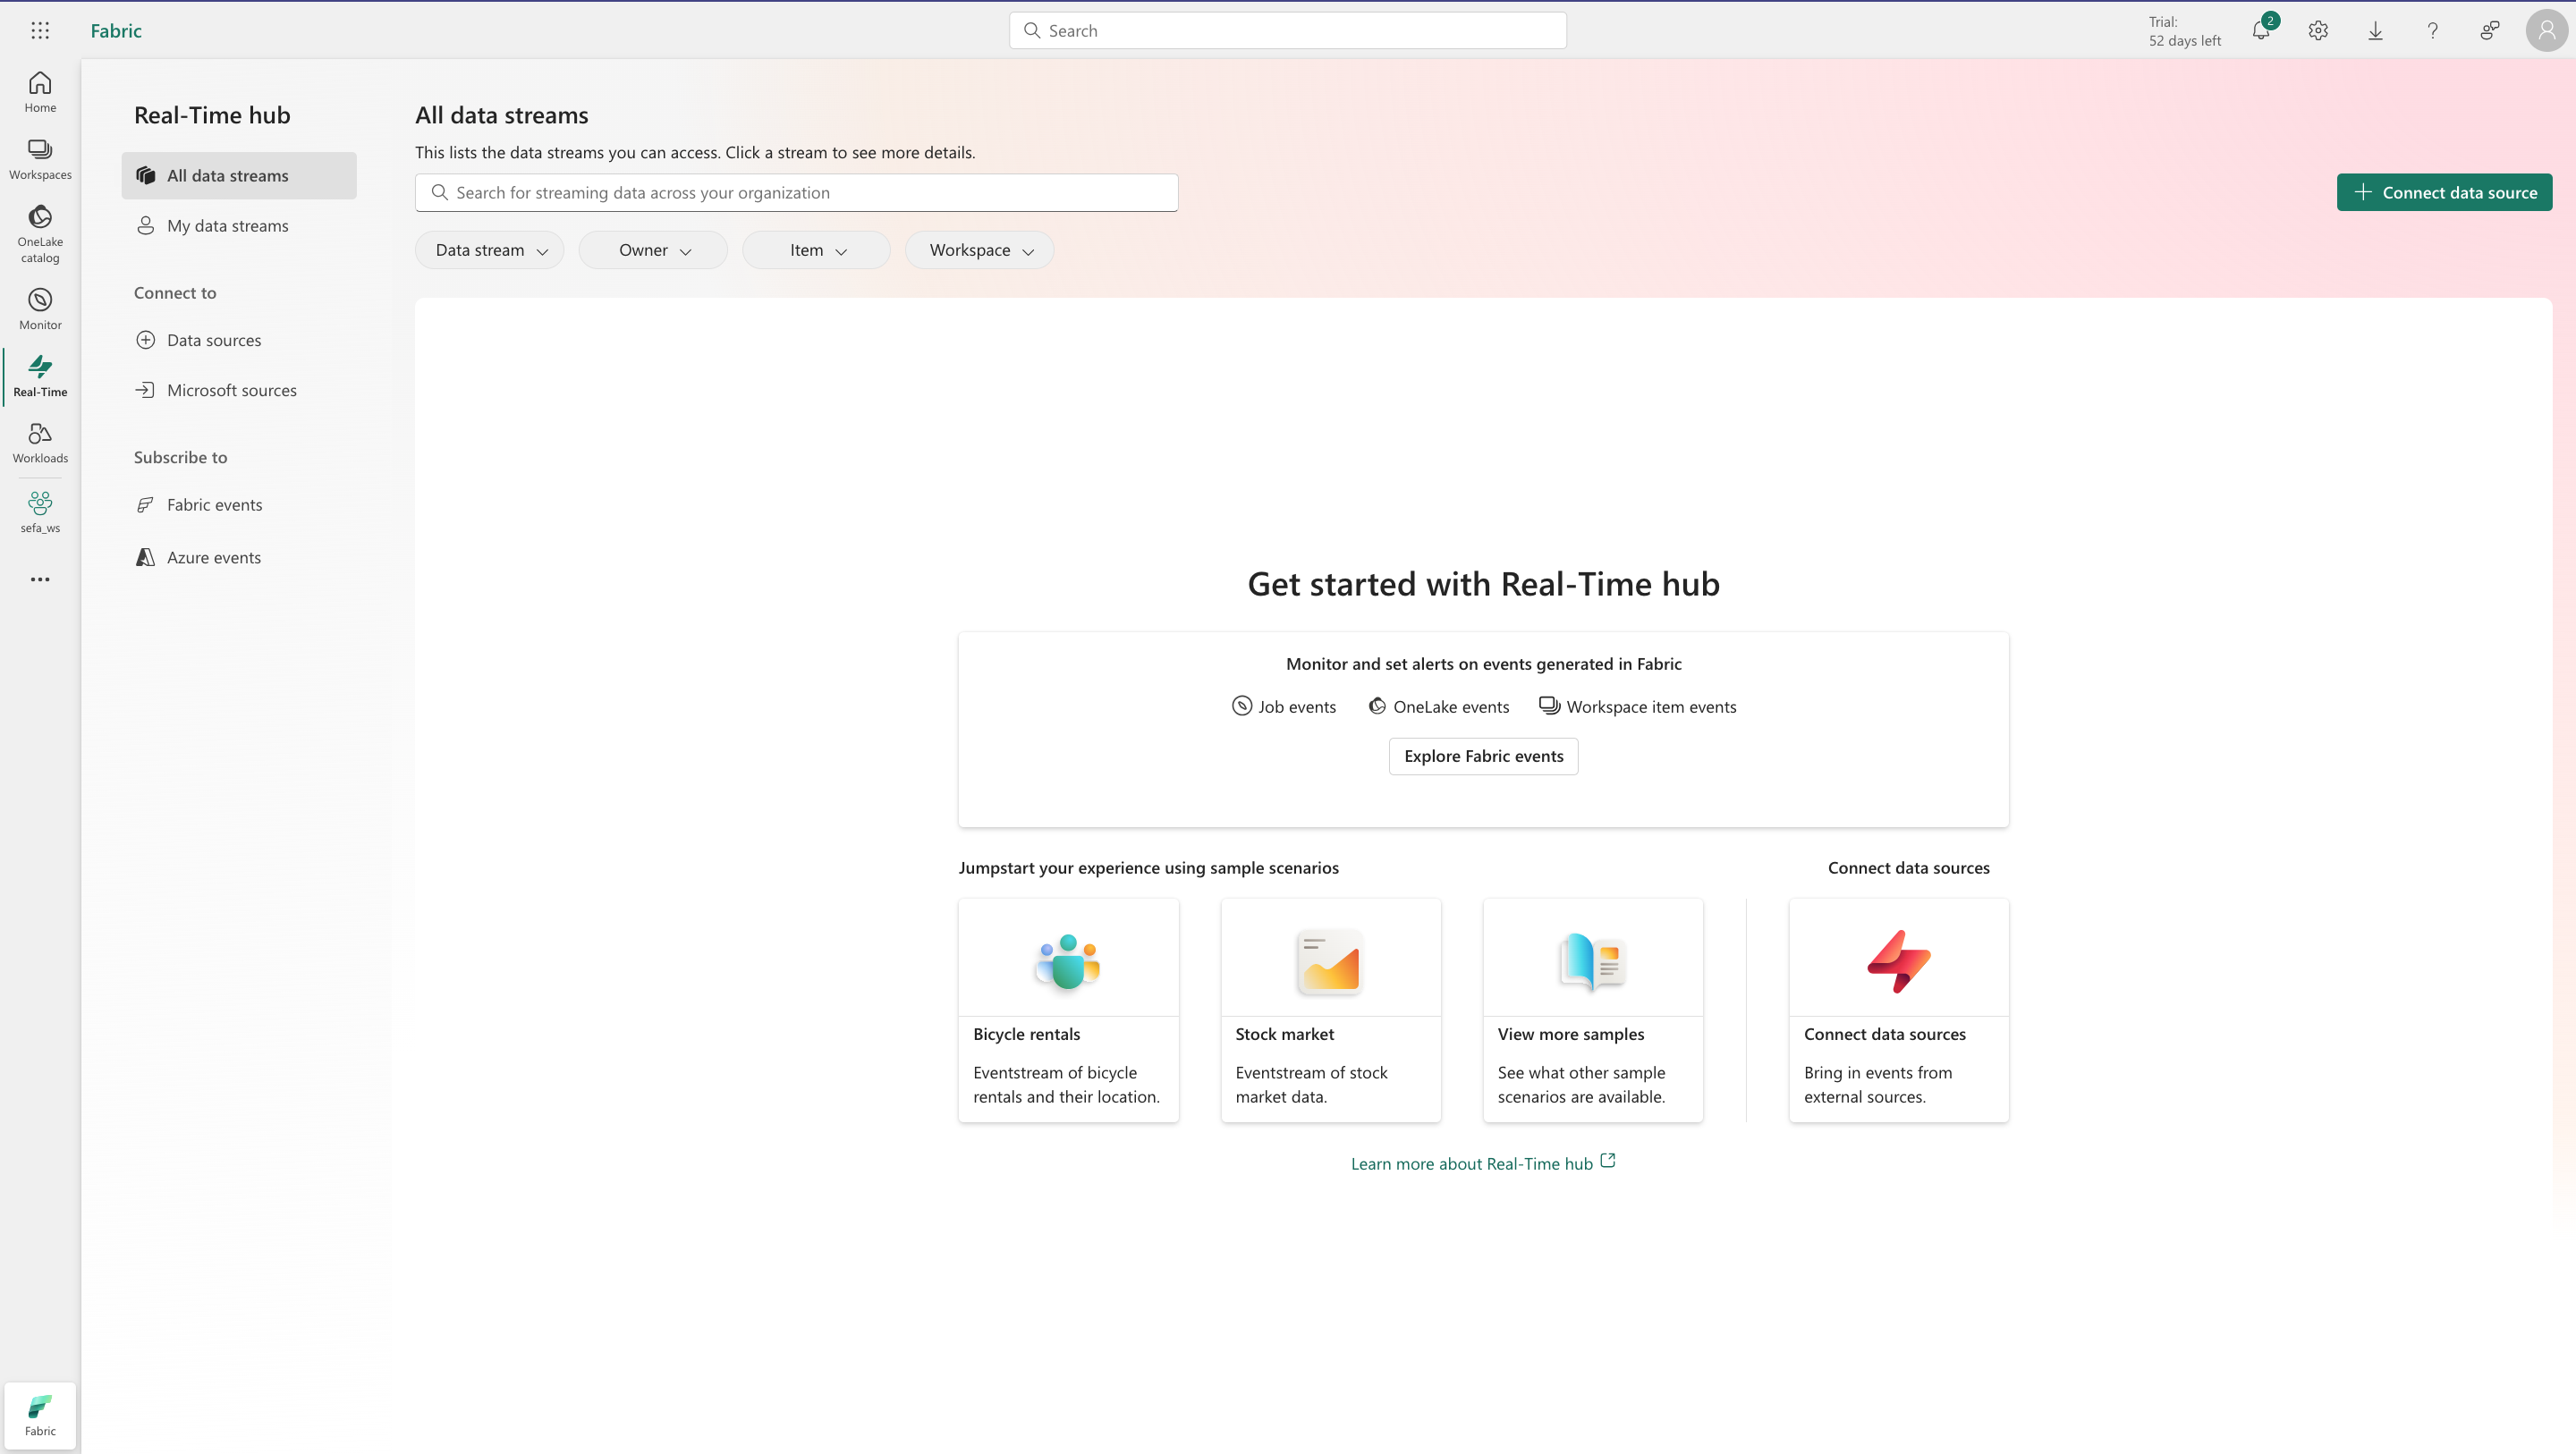 Fabric
Search
Trial:
52 days left
2
Home
Workspaces
OneLake
catalog
Monitor
Real-Time
Workloads
sefa_ws
Fabric
Real-Time hub
All data streams
My data streams
Connect to
Data sources
Microsoft sources
Subscribe to
Fabric events
Azure events
All data streams
This lists the data streams you can access. Click a stream to see more details.
Search for streaming data across your organization
Connect data source
Data stream
Owner
Item
Workspace
Get started with Real-Time hub
Monitor and set alerts on events generated in Fabric
Job events
OneLake events
Workspace item events
Explore Fabric events
Jumpstart your experience using sample scenarios
Connect data sources
Bicycle rentals
Eventstream of bicycle
rentals and their location.
Stock market
Eventstream of stock
market data.
View more samples
See what other sample
scenarios are available.
Connect data sources
Bring in events from
external sources.
Learn more about Real-Time hub